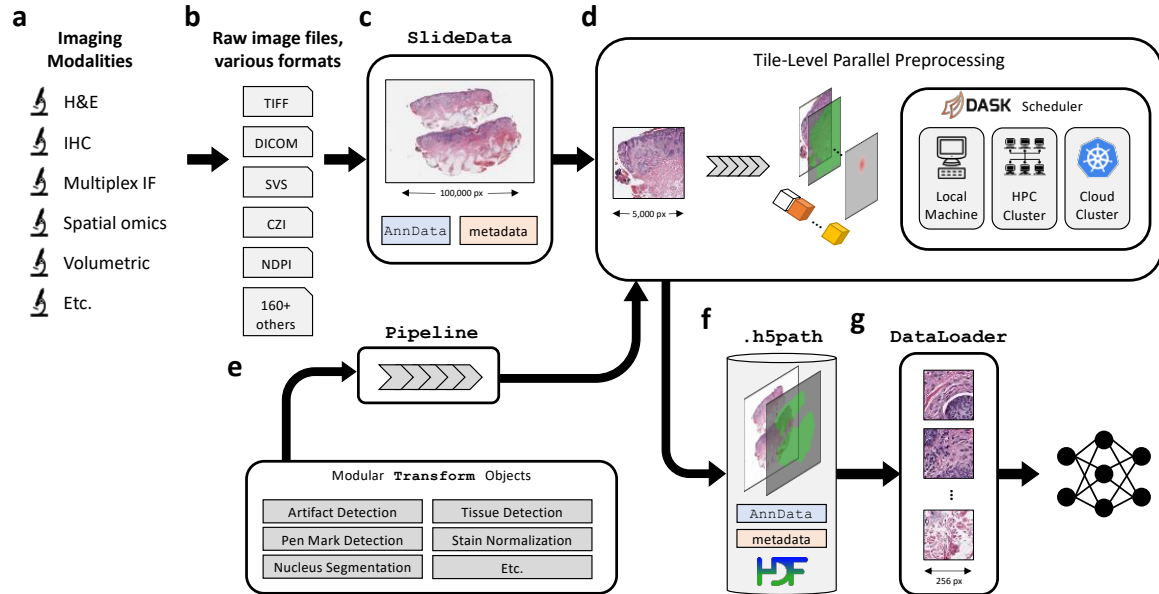 a
Imaging
Modalities
H&E
IHC
Multiplex IF
Spatial omics
Volumetric
Etc.
b
Raw image files,
various formats
TIFF
DICOM
SVS
CZI
NDPI
160+
others
c
SlideData
100,000 px
AnnData
metadata
d
Tile-Level Parallel Preprocessing
5,000 px
DASK Scheduler
Local
Machine
HPC
Cluster
Cloud
Cluster
e
Pipeline
Modular Transform Objects
Artifact Detection
Tissue Detection
Pen Mark Detection
Stain Normalization
Nucleus Segmentation
Etc.
f
.h5path
AnnData
metadata
HDF
g
DataLoader
256 px